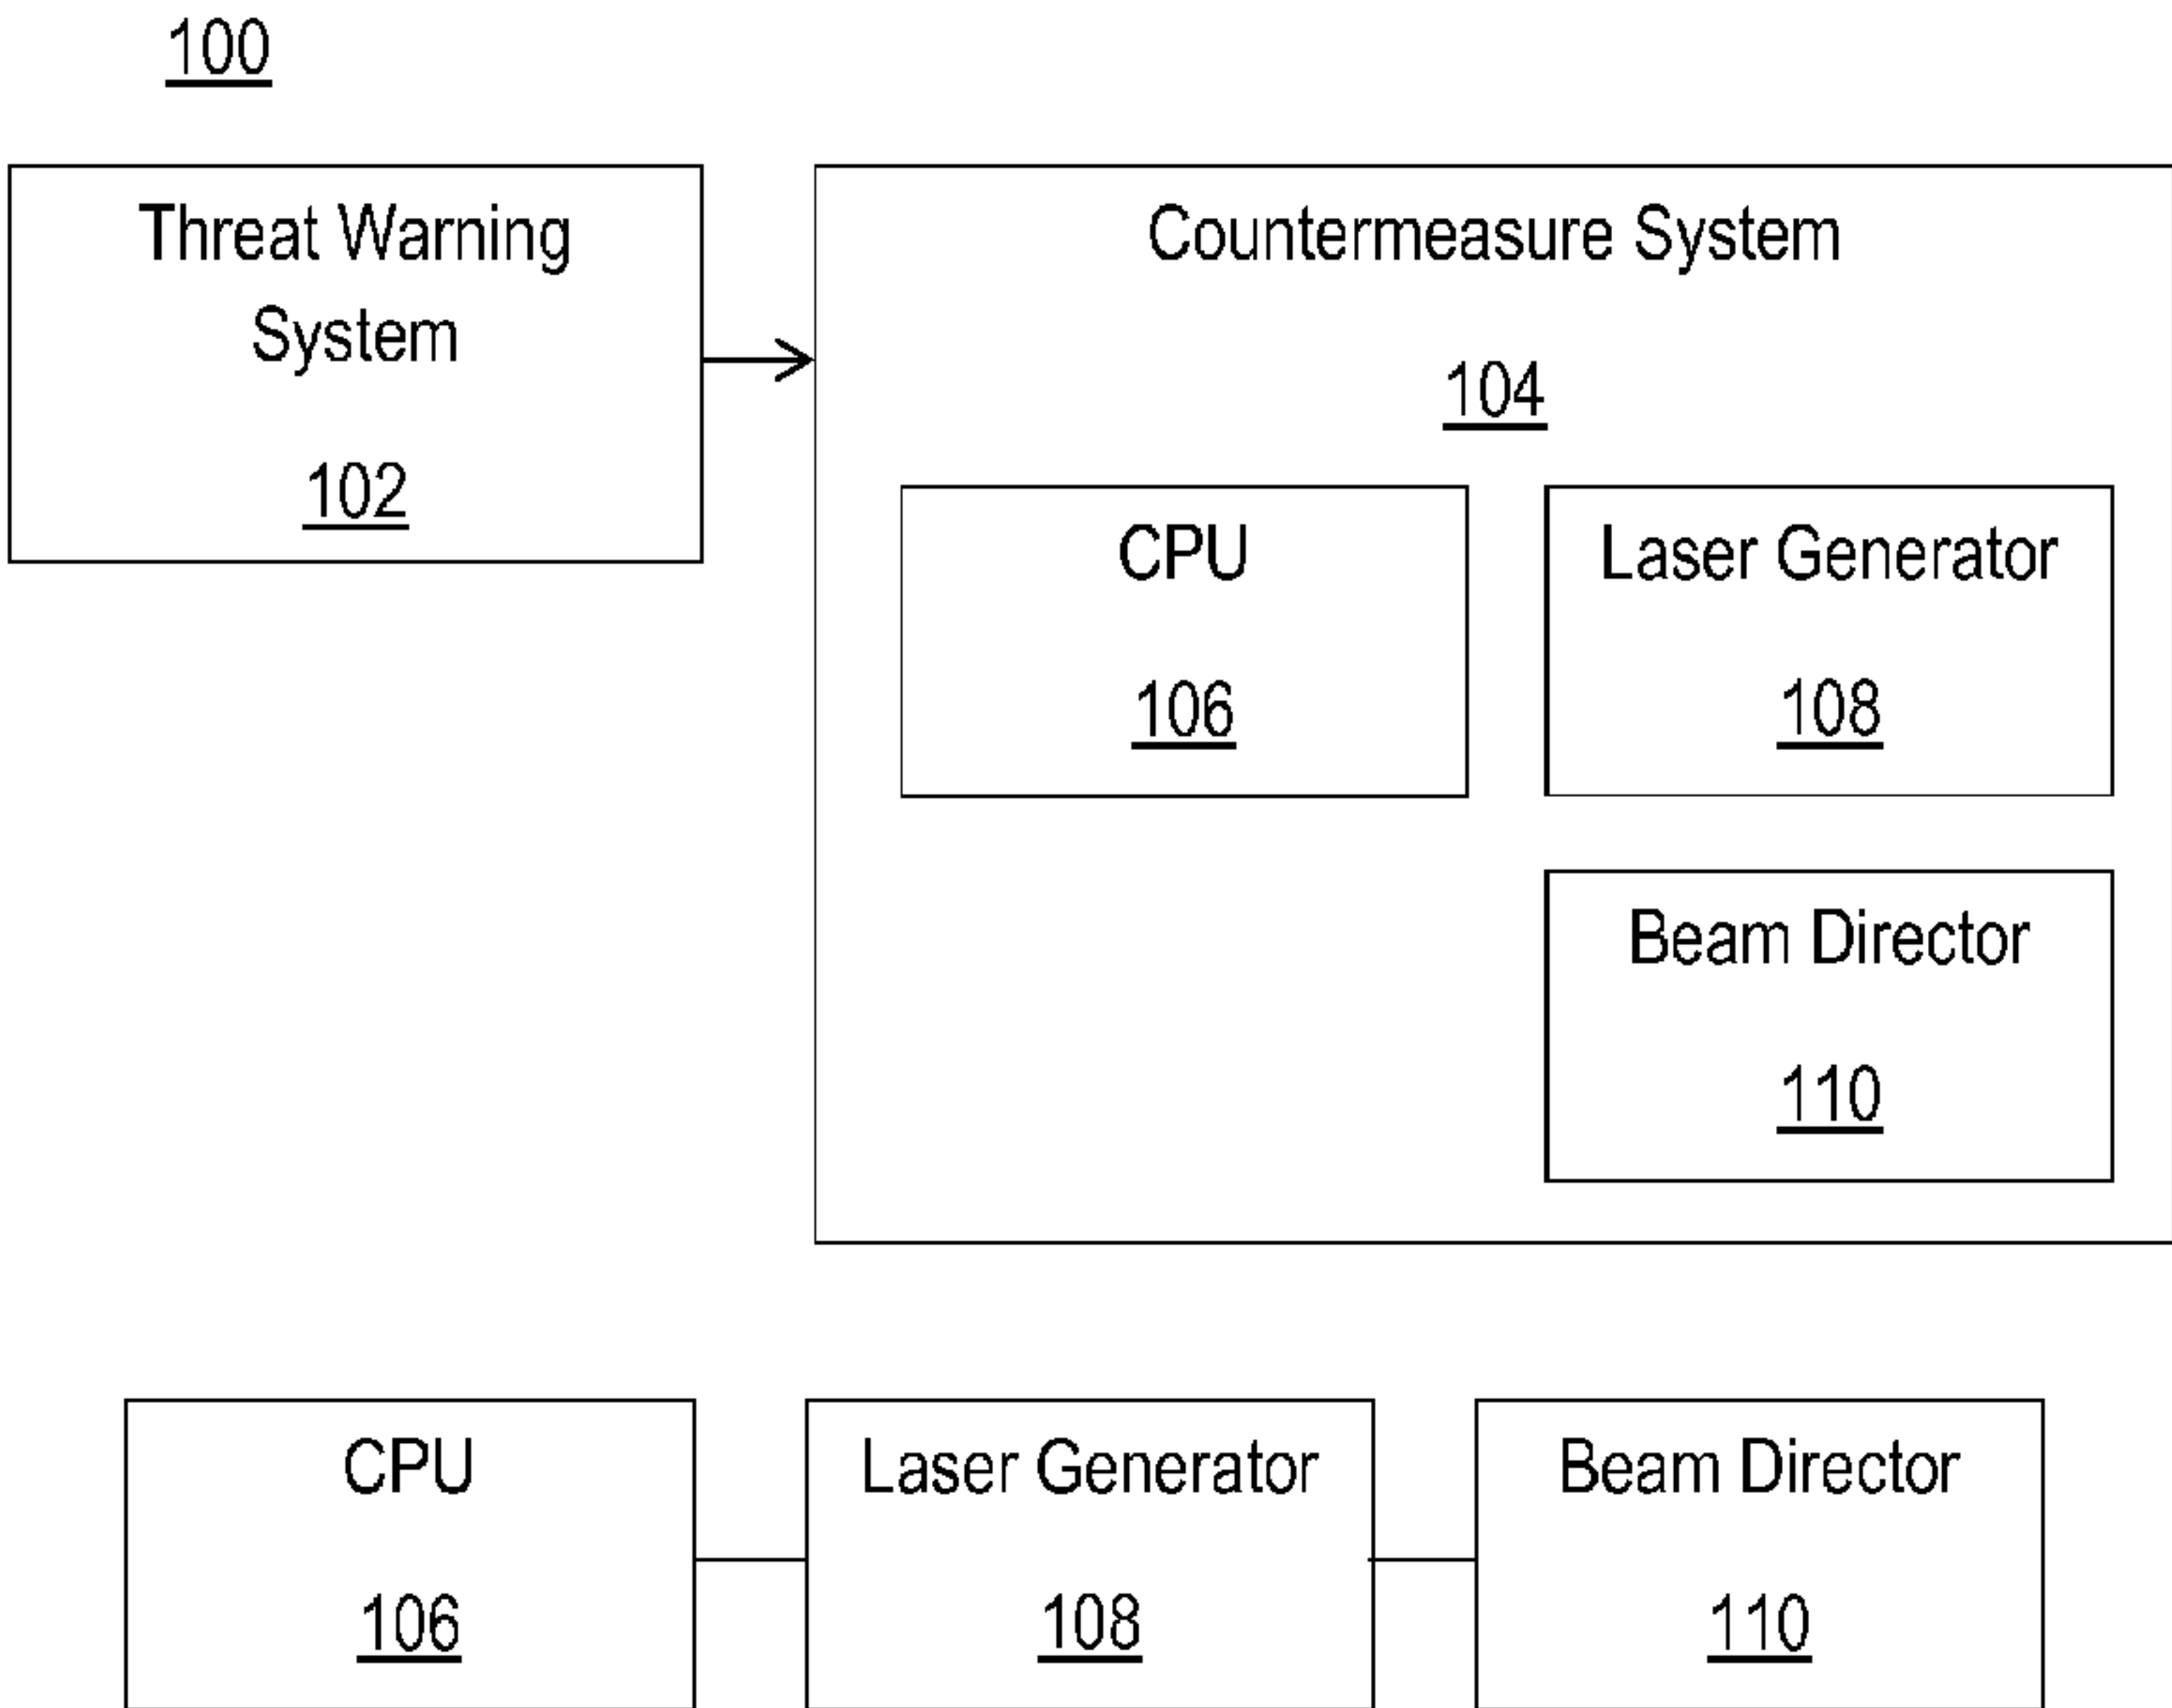 100
Threat Warning
System
102
Countermeasure System
104
CPU
106
Laser Generator
108
Beam Director
110
CPU
106
Laser Generator
108
Beam Director
110